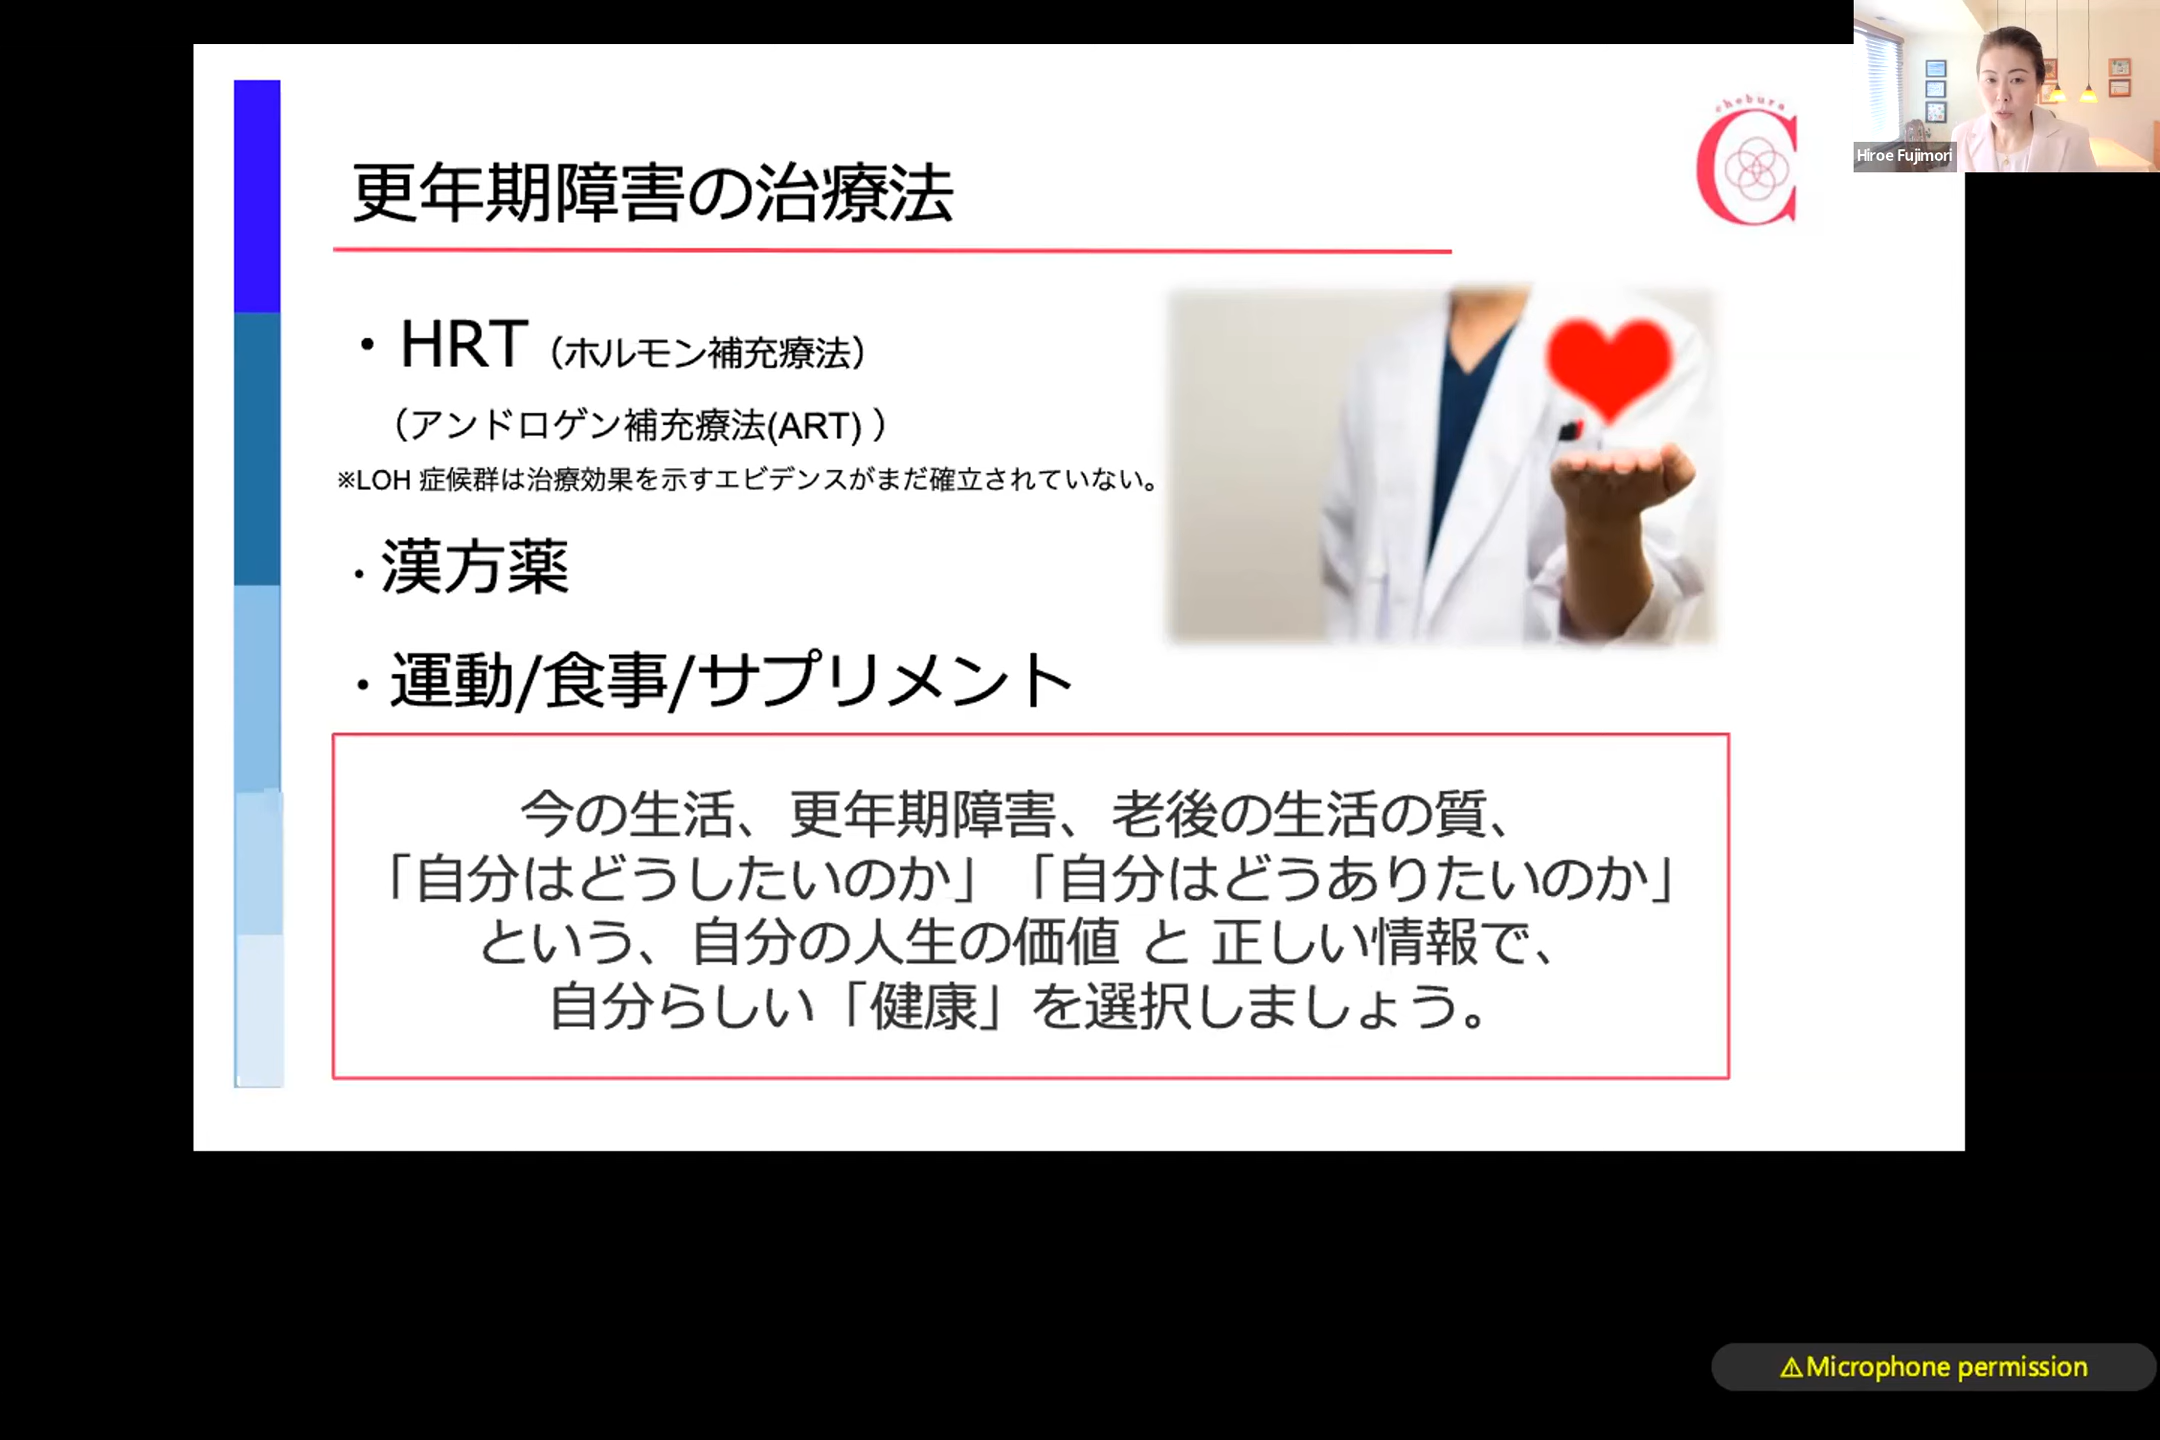 chobura
Hiroe Fujimori
更年期障害の治療法
・HRT（ホルモン補充療法）
（アンドロゲン補充療法(ART) ）
※LOH 症候群は治療効果を示すエビデンスがまだ確立されていない。
・漢方薬
・運動/食事/サプリメント
今の生活、更年期障害、老後の生活の質、
「自分はどうしたいのか」「自分はどうありたいのか」
という、自分の人生の価値 と 正しい情報で、
自分らしい「健康」を選択しましょう。
⚠Microphone permission